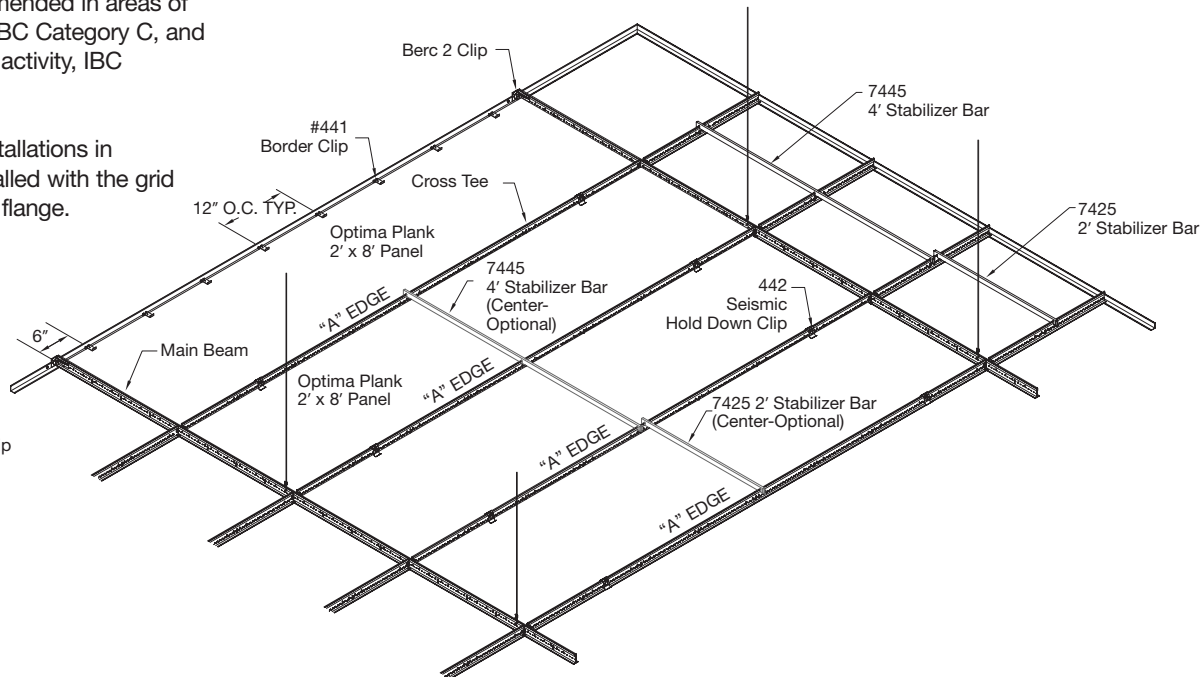 mended in areas of
BC Category C, and
activity, IBC
tallations in
alled with the grid
flange.
p
Berc 2 Clip
#441
Border Clip
12" O.C. TYP.
6"
Main Beam
Cross Tee
Optima Plank
2' x 8' Panel
"A" EDGE
7445
4' Stabilizer Bar
(Center-
Optional)
Optima Plank
2' x 8' Panel
"A" EDGE
442
Seismic
Hold Down Clip
7445
4' Stabilizer Bar
7425
2' Stabilizer Bar
7425 2' Stabilizer Bar
(Center-Optional)
"A" EDGE
"A" EDGE